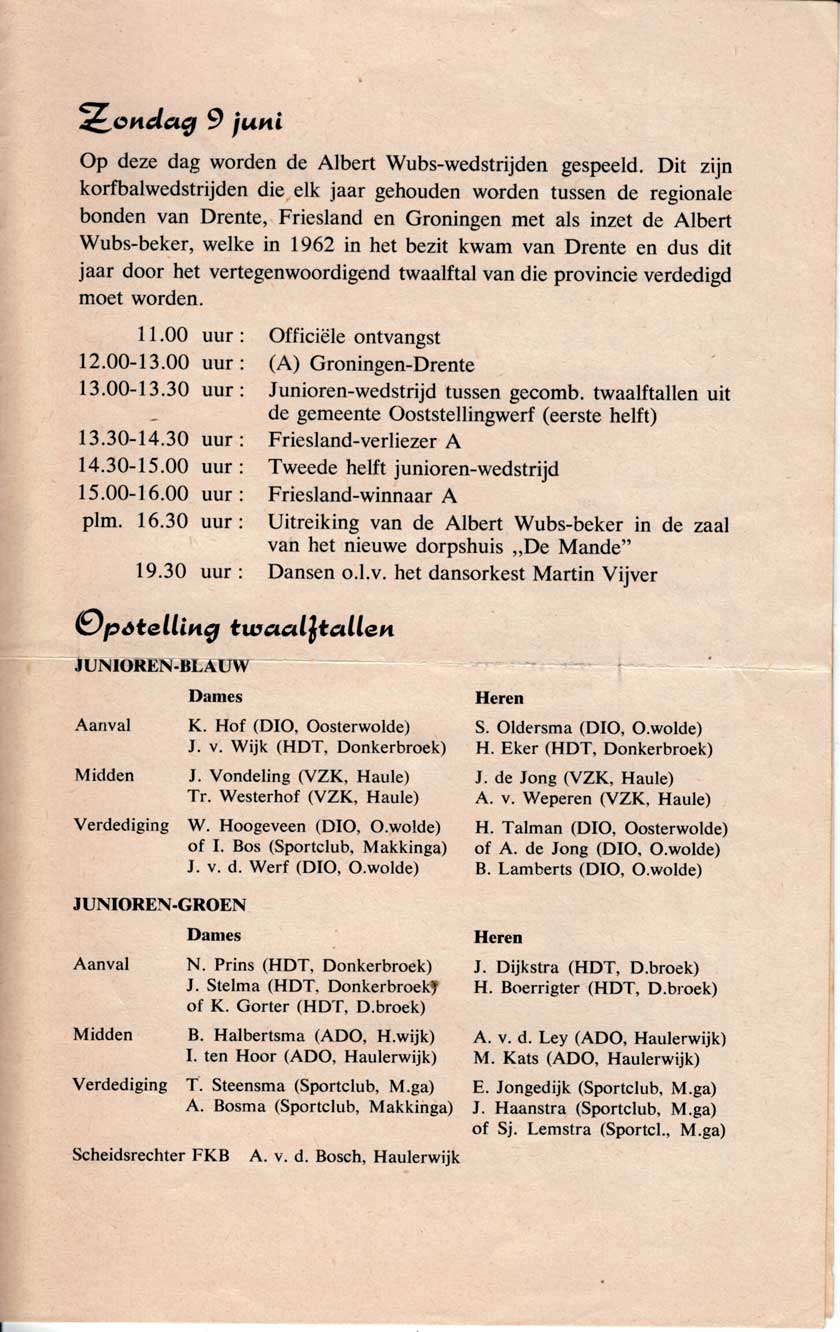 Zondag 9 juni
Op deze dag worden de Albert Wubs-wedstrijden gespeeld. Dit zijn
korfbalwedstrijden die elk jaar gehouden worden tussen de regionale
bonden van Drente, Friesland en Groningen met als inzet de Albert
Wubs-beker, welke in 1962 in het bezit kwam van Drente en dus dit
jaar door het vertegenwoordigend twaalftal van die provincie verdedigd
moet worden.
11.00 uur : Officiële ontvangst
12.00-13.00 uur : (A) Groningen-Drente
13.00-13.30 uur : Junioren-wedstrijd tussen gecomb. twaalftallen uit
de gemeente Ooststellingwerf (eerste helft)
13.30-14.30 uur : Friesland-verliezer A
14.30-15.00 uur : Tweede helft junioren-wedstrijd
15.00-16.00 uur : Friesland-winnaar A
plm. 16.30 uur : Uitreiking van de Albert Wubs-beker in de zaal
van het nieuwe dorpshuis ,,De Mande”
19.30 uur : Dansen o.l.v. het dansorkest Martin Vijver
Opstelling twaalftallen
JUNIOREN-BLAUW
Dames Heren
Aanval K. Hof (DIO, Oosterwolde) S. Oldersma (DIO, O.wolde)
J. v. Wijk (HDT, Donkerbroek) H. Eker (HDT, Donkerbroek)
Midden J. Vondeling (VZK, Haule) J. de Jong (VZK, Haule)
Tr. Westerhof (VZK, Haule) A. v. Weperen (VZK, Haule)
Verdediging W. Hoogeveen (DIO, O.wolde) H. Talman (DIO, Oosterwolde)
of I. Bos (Sportclub, Makkinga) of A. de Jong (DIO, O.wolde)
J. v. d. Werf (DIO, O.wolde) B. Lamberts (DIO, O.wolde)
JUNIOREN-GROEN
Dames Heren
Aanval N. Prins (HDT, Donkerbroek) J. Dijkstra (HDT, D.broek)
J. Stelma (HDT, Donkerbroek) H. Boerrigter (HDT, D.broek)
of K. Gorter (HDT, D.broek)
Midden B. Halbertsma (ADO, H.wijk) A. v. d. Ley (ADO, Haulerwijk)
I. ten Hoor (ADO, Haulerwijk) M. Kats (ADO, Haulerwijk)
Verdediging T. Steensma (Sportclub, M.ga) E. Jongedijk (Sportclub, M.ga)
A. Bosma (Sportclub, Makkinga) J. Haanstra (Sportclub, M.ga)
of Sj. Lemstra (Sportcl., M.ga)
Scheidsrechter FKB A. v. d. Bosch, Haulerwijk